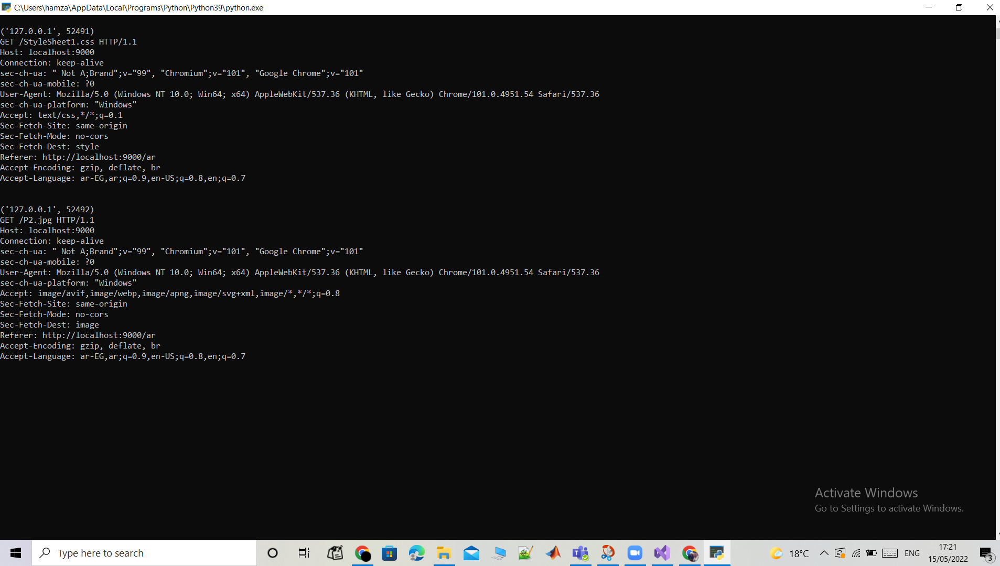 C:\Users\hamza\AppData\Local\Programs\Python\Python39\python.exe
('127.0.0.1', 52491)
GET /StyleSheet1.css HTTP/1.1
Host: localhost:9000
Connection: keep-alive
sec-ch-ua: " Not A;Brand";v="99", "Chromium";v="101", "Google Chrome";v="101"
sec-ch-ua-mobile: ?0
User-Agent: Mozilla/5.0 (Windows NT 10.0; Win64; x64) AppleWebKit/537.36 (KHTML, like Gecko) Chrome/101.0.4951.54 Safari/537.36
sec-ch-ua-platform: "Windows"
Accept: text/css,*/*;q=0.1
Sec-Fetch-Site: same-origin
Sec-Fetch-Mode: no-cors
Sec-Fetch-Dest: style
Referer: http://localhost:9000/ar
Accept-Encoding: gzip, deflate, br
Accept-Language: ar-EG,ar;q=0.9,en-US;q=0.8,en;q=0.7
('127.0.0.1', 52492)
GET /P2.jpg HTTP/1.1
Host: localhost:9000
Connection: keep-alive
sec-ch-ua: " Not A;Brand";v="99", "Chromium";v="101", "Google Chrome";v="101"
sec-ch-ua-mobile: ?0
User-Agent: Mozilla/5.0 (Windows NT 10.0; Win64; x64) AppleWebKit/537.36 (KHTML, like Gecko) Chrome/101.0.4951.54 Safari/537.36
sec-ch-ua-platform: "Windows"
Accept: image/avif,image/webp,image/apng,image/svg+xml,image/*,*/*;q=0.8
Sec-Fetch-Site: same-origin
Sec-Fetch-Mode: no-cors
Sec-Fetch-Dest: image
Referer: http://localhost:9000/ar
Accept-Encoding: gzip, deflate, br
Accept-Language: ar-EG,ar;q=0.9,en-US;q=0.8,en;q=0.7
Activate Windows
Go to Settings to activate Windows.
Type here to search
18°C
ENG
17:21
15/05/2022
3